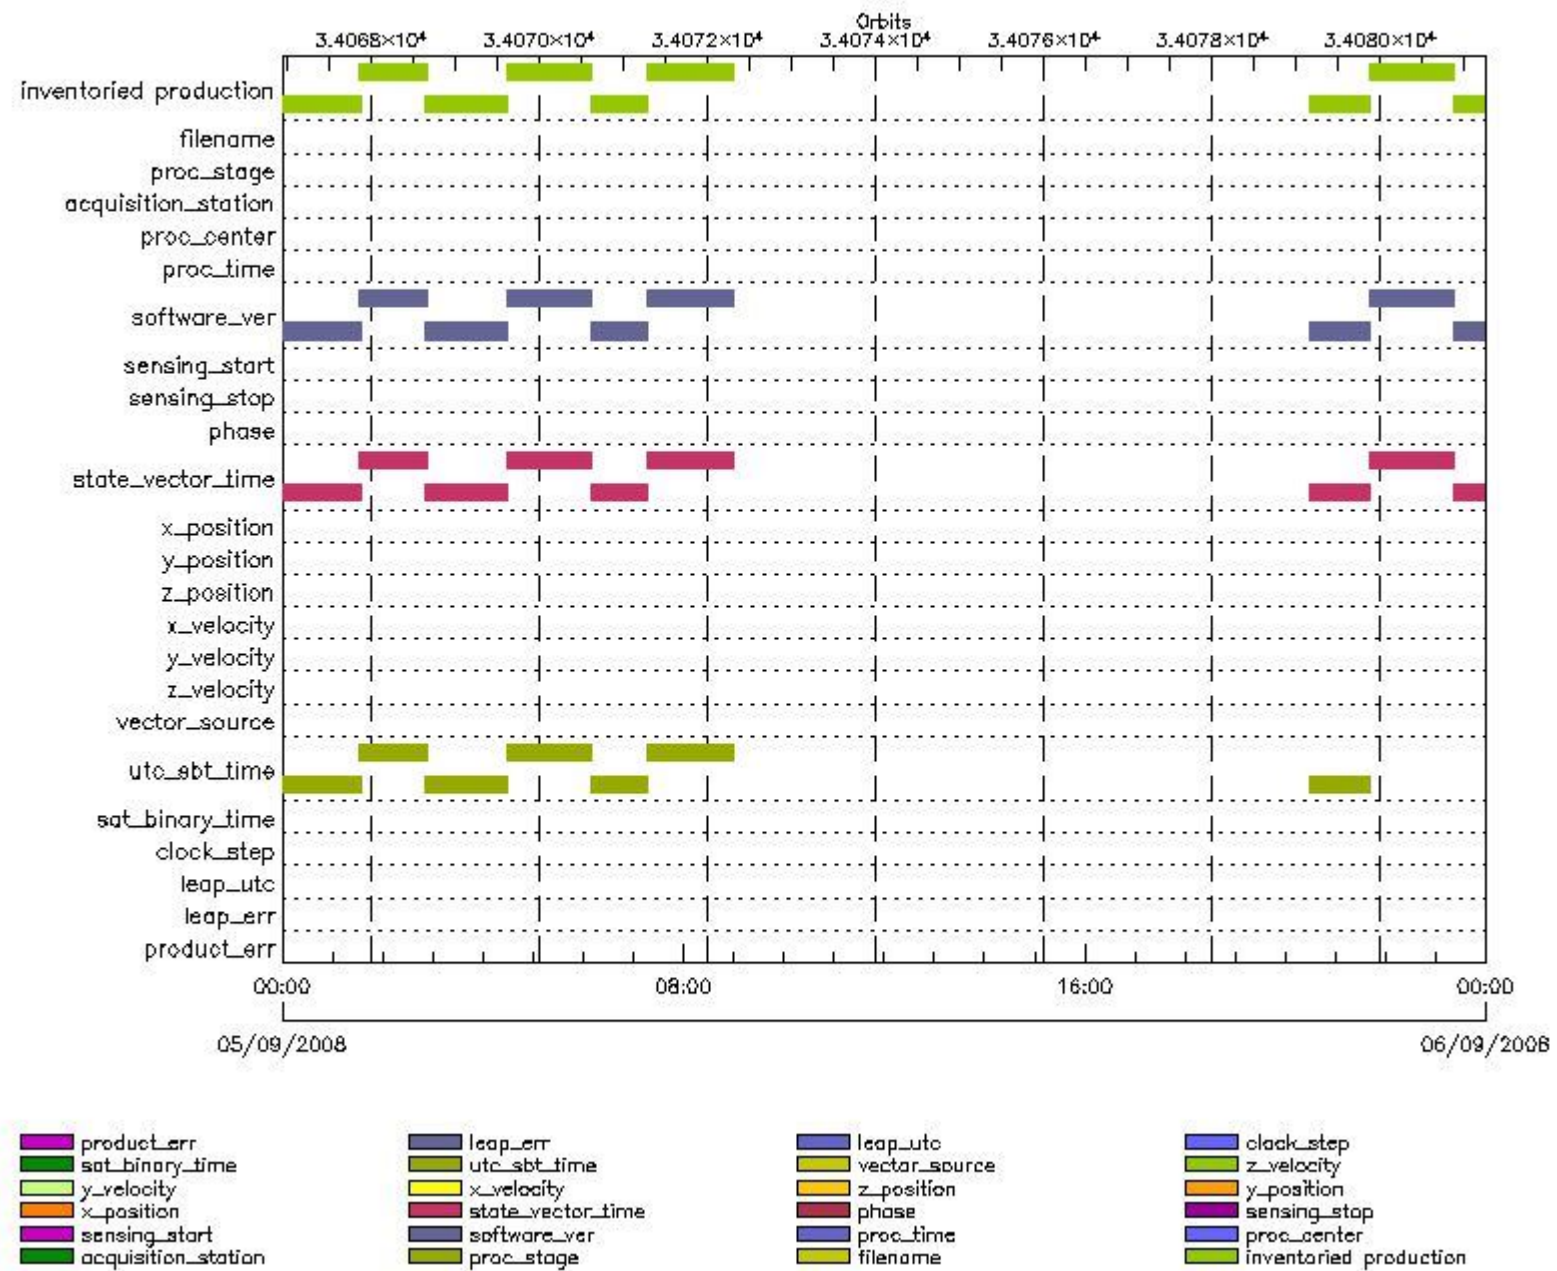 Orbits
3.4068×10⁴ 3.4070×10⁴ 3.4072×10⁴ 3.4074×10⁴ 3.4076×10⁴ 3.4078×10⁴ 3.4080×10⁴
inventoried production
filename
proc_stage
acquisition_station
proc_center
proc_time
software_ver
sensing_start
sensing_stop
phase
state_vector_time
x_position
y_position
z_position
x_velocity
y_velocity
z_velocity
vector_source
utc_sbt_time
sat_binary_time
clock_step
leap_utc
leap_err
product_err
00:00 08:00 16:00 00:00
05/09/2008 06/09/2008
product_err leap_err leap_utc clock_step
sat_binary_time utc_sbt_time vector_source z_velocity
y_velocity x_velocity z_position y_position
x_position state_vector_time phase sensing_stop
sensing_start software_ver proc_time proc_center
acquisition_station proc_stage filename inventoried production